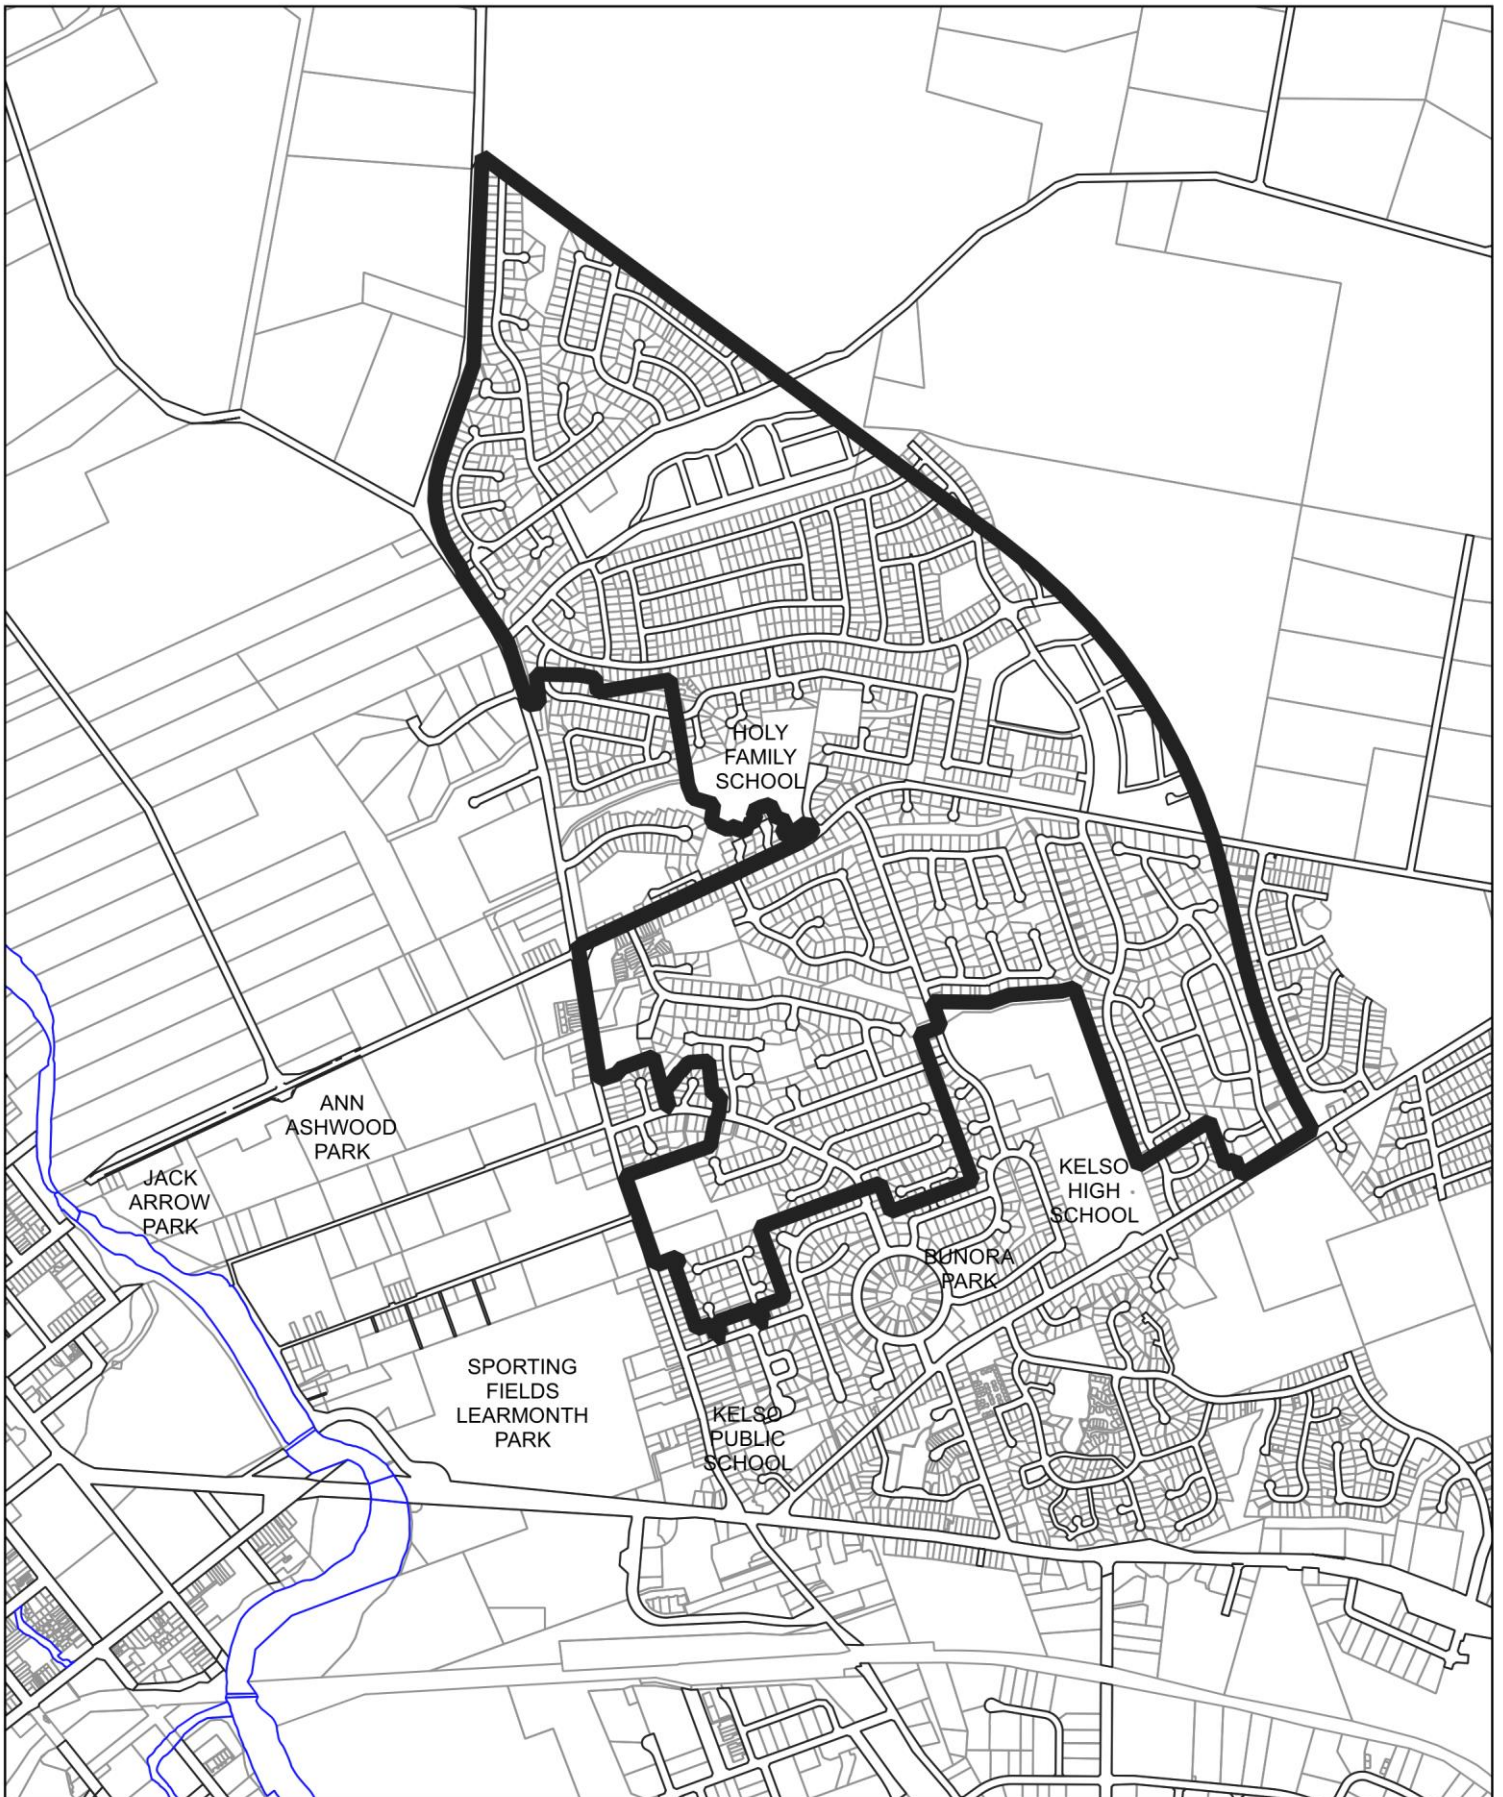 HOLY
FAMILY
SCHOOL
ANN
ASHWOOD
PARK
JACK
ARROW
PARK
KELSO
HIGH
SCHOOL
BUNORA
PARK
SPORTING
FIELDS
LEARMONTH
PARK
KELSO
PUBLIC
SCHOOL